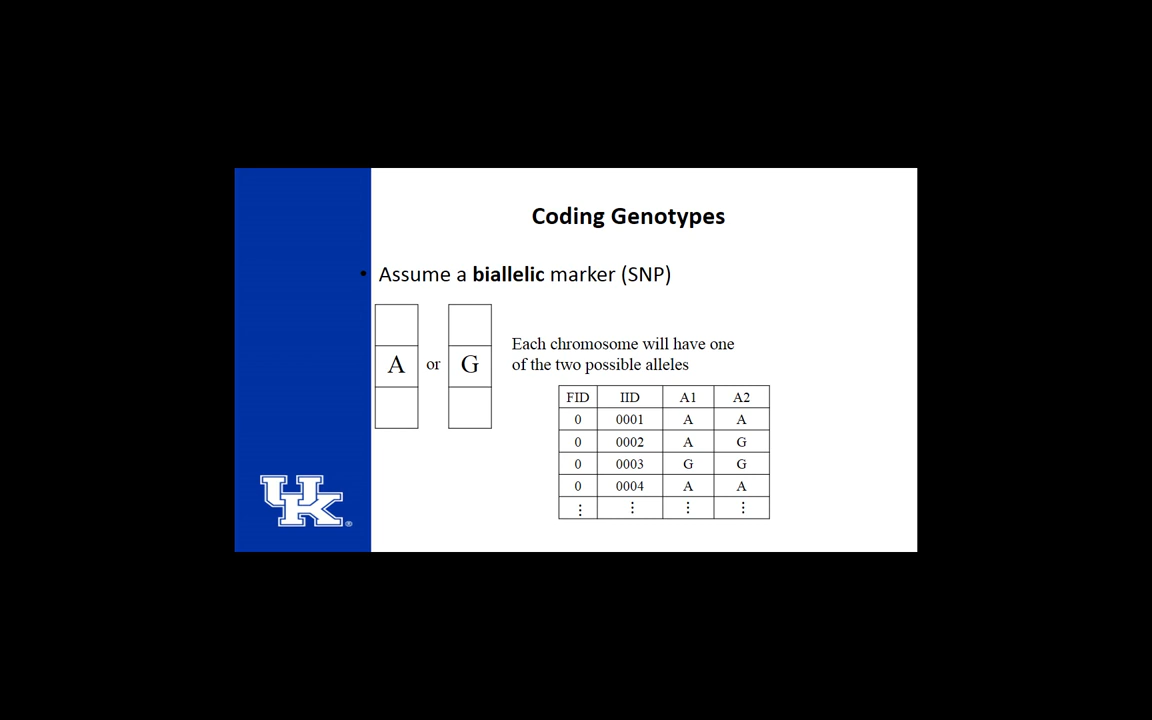 Coding Genotypes
• Assume a biallelic marker (SNP)
A or G
Each chromosome will have one
of the two possible alleles
FID IID A1 A2
0 0001 A A
0 0002 A G
0 0003 G G
0 0004 A A
⋮ ⋮ ⋮ ⋮
UK®